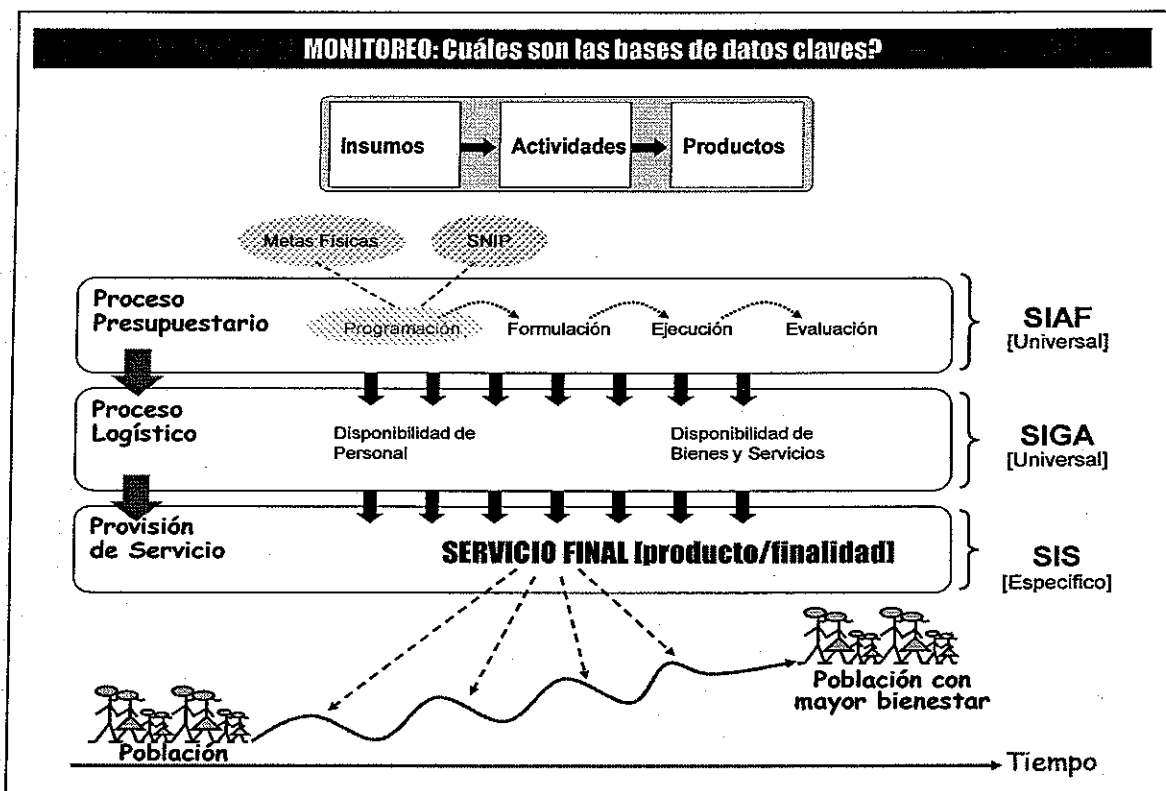 MONITOREO: Cuáles son las bases de datos claves?
Insumos
Actividades
Productos
Metas Físicas
SNIP
Proceso
Presupuestario
Programación
Formulación
Ejecución
Evaluación
SIAF
[Universal]
Proceso
Logístico
Disponibilidad de
Personal
Disponibilidad de
Bienes y Servicios
SIGA
[Universal]
Provisión
de Servicio
SERVICIO FINAL [producto/finalidad]
SIS
[Específico]
Población con
mayor bienestar
Población
Tiempo